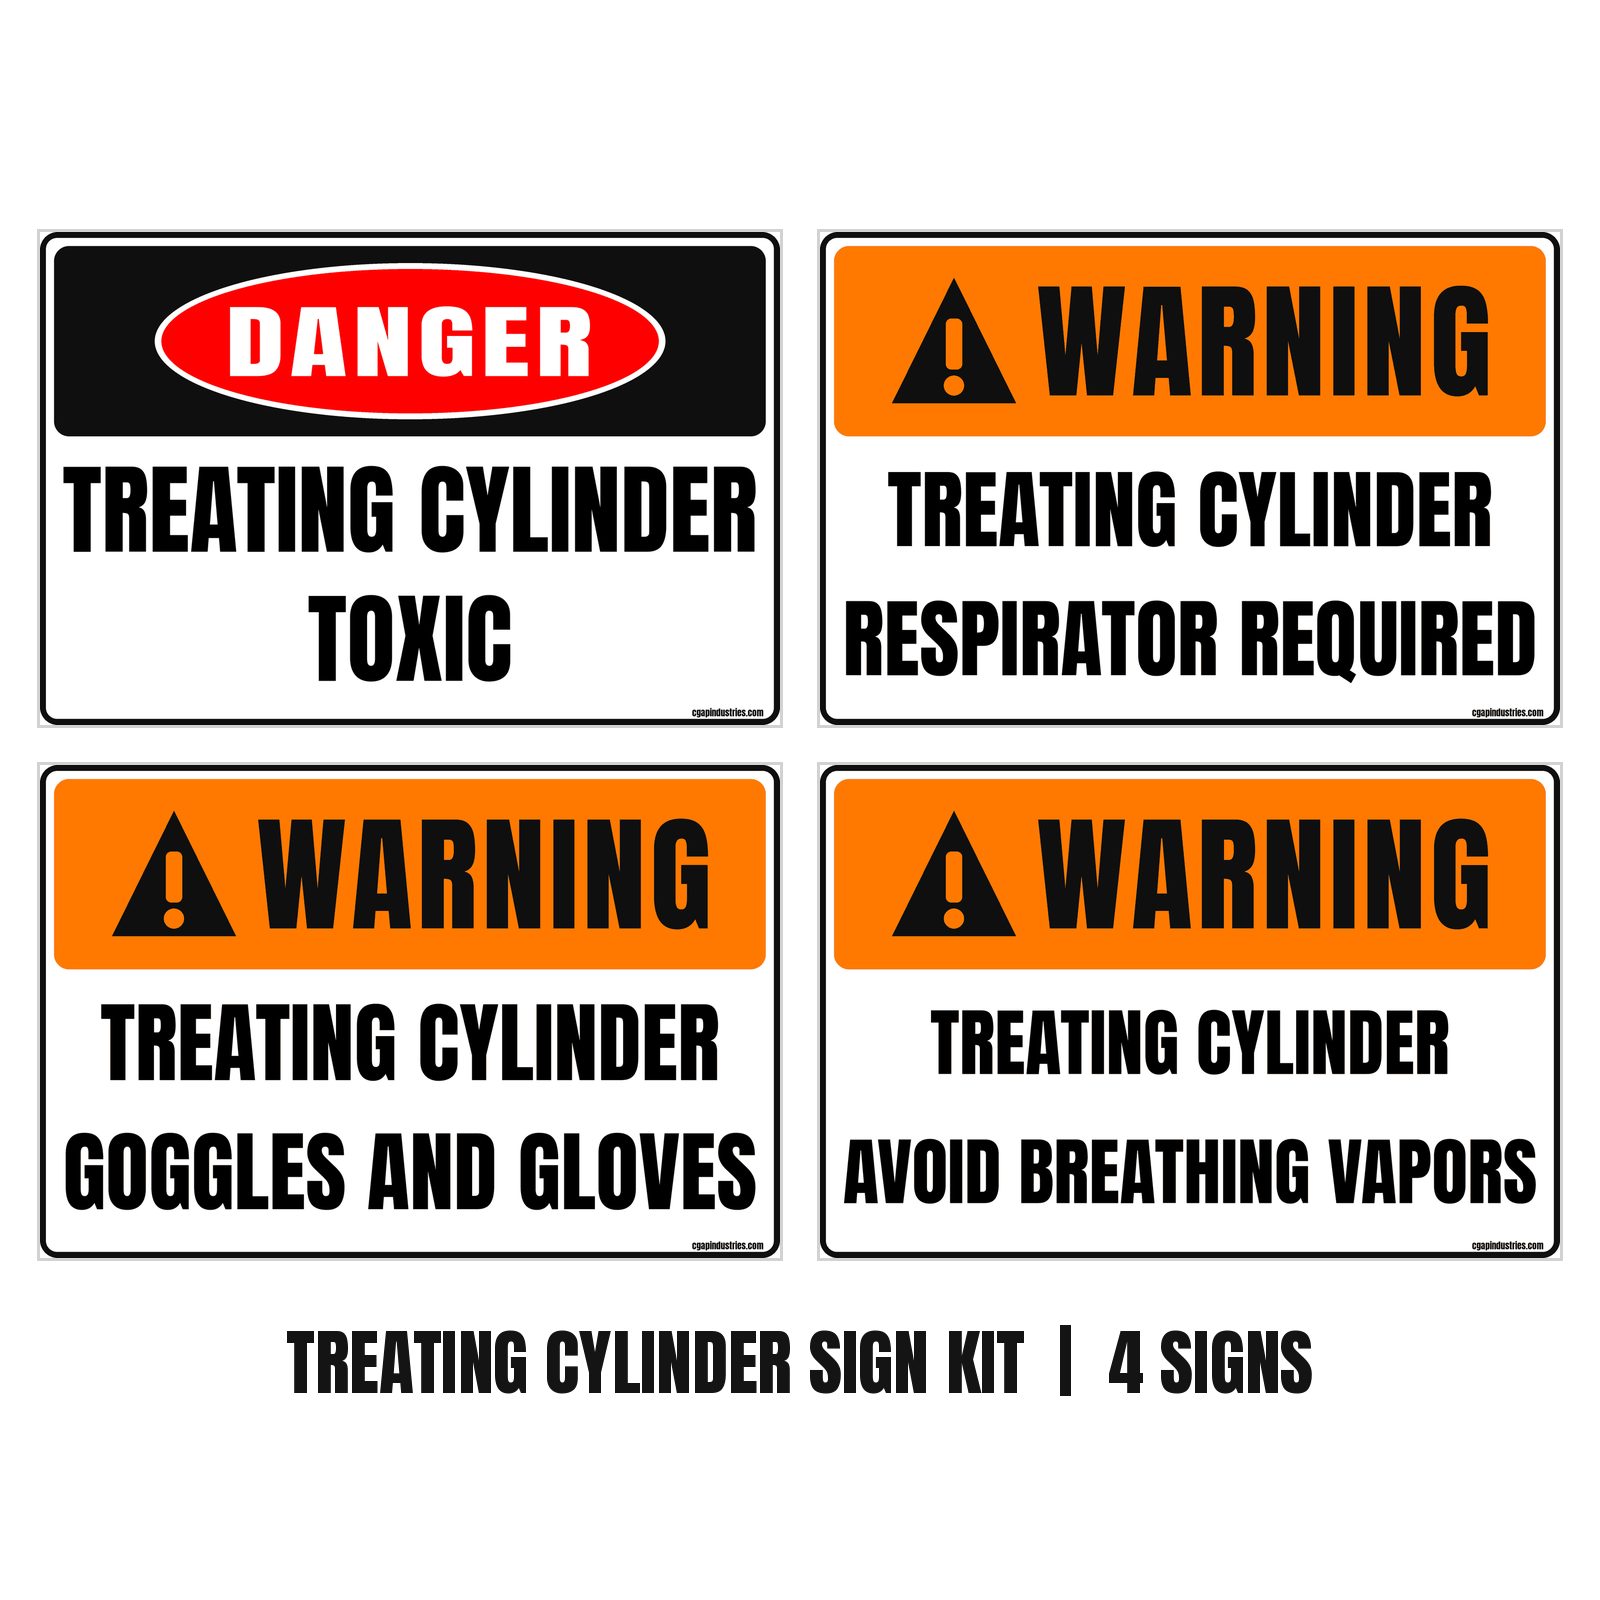 DANGER
TREATING CYLINDER
TOXIC
cgapindustries.com
WARNING
TREATING CYLINDER
RESPIRATOR REQUIRED
cgapindustries.com
WARNING
TREATING CYLINDER
GOGGLES AND GLOVES
cgapindustries.com
WARNING
TREATING CYLINDER
AVOID BREATHING VAPORS
cgapindustries.com
TREATING CYLINDER SIGN KIT | 4 SIGNS